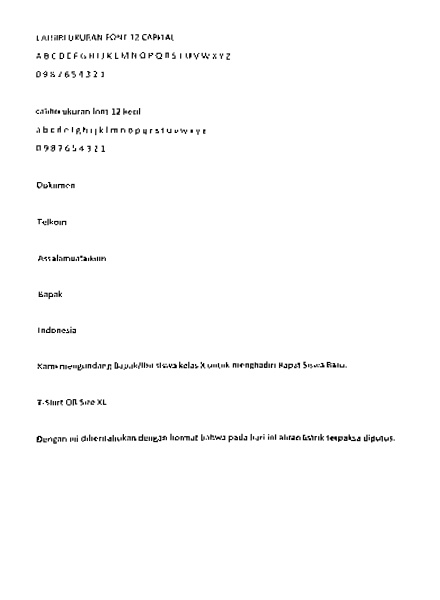 CALIBRI UKURAN FONT 12 CAPITAL
A B C D E F G H I J K L M N O P Q R S T U V W X Y Z
0 9 8 7 6 5 4 3 2 1
calibri ukuran font 12 kecil
a b c d e f g h i j k l m n o p q r s t u v w x y z
0 9 8 7 6 5 4 3 2 1
Dokumen
Telkom
Assalamualaikum
Bapak
Indonesia
Kami mengundang Bapak/Ibu siswa kelas X untuk menghadiri Rapat Siswa Baru.
T-Shirt OB Size XL
Dengan ini diberitahukan dengan hormat bahwa pada hari ini aliran listrik terpaksa diputus.